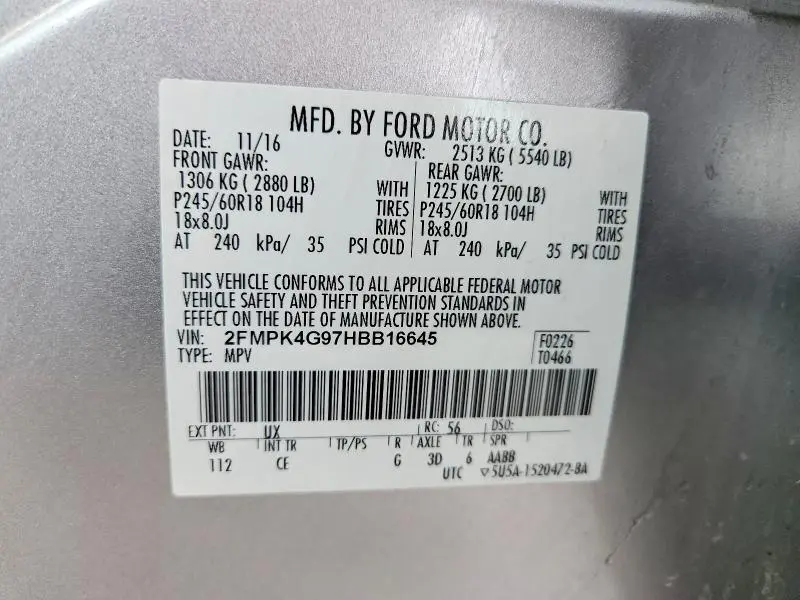 MFD. BY FORD MOTOR CO.
DATE: 11/16 GVWR: 2513 KG ( 5540 LB)
FRONT GAWR: REAR GAWR:
1306 KG ( 2880 LB) WITH 1225 KG ( 2700 LB) WITH
P245/60R18 104H TIRES P245/60R18 104H TIRES
18x8.0J RIMS 18x8.0J RIMS
AT 240 kPa/ 35 PSI COLD AT 240 kPa/ 35 PSI COLD
THIS VEHICLE CONFORMS TO ALL APPLICABLE FEDERAL MOTOR
VEHICLE SAFETY AND THEFT PREVENTION STANDARDS IN
EFFECT ON THE DATE OF MANUFACTURE SHOWN ABOVE.
VIN: 2FMPK4G97HBB16645 F0226
TYPE: MPV T0466
EXT PNT: UX RC: 56 DSO:
WB INT TR TP/PS R AXLE TR SPR
112 CE G 3D 6 AABB
UTC ▽5U5A-1520472-BA